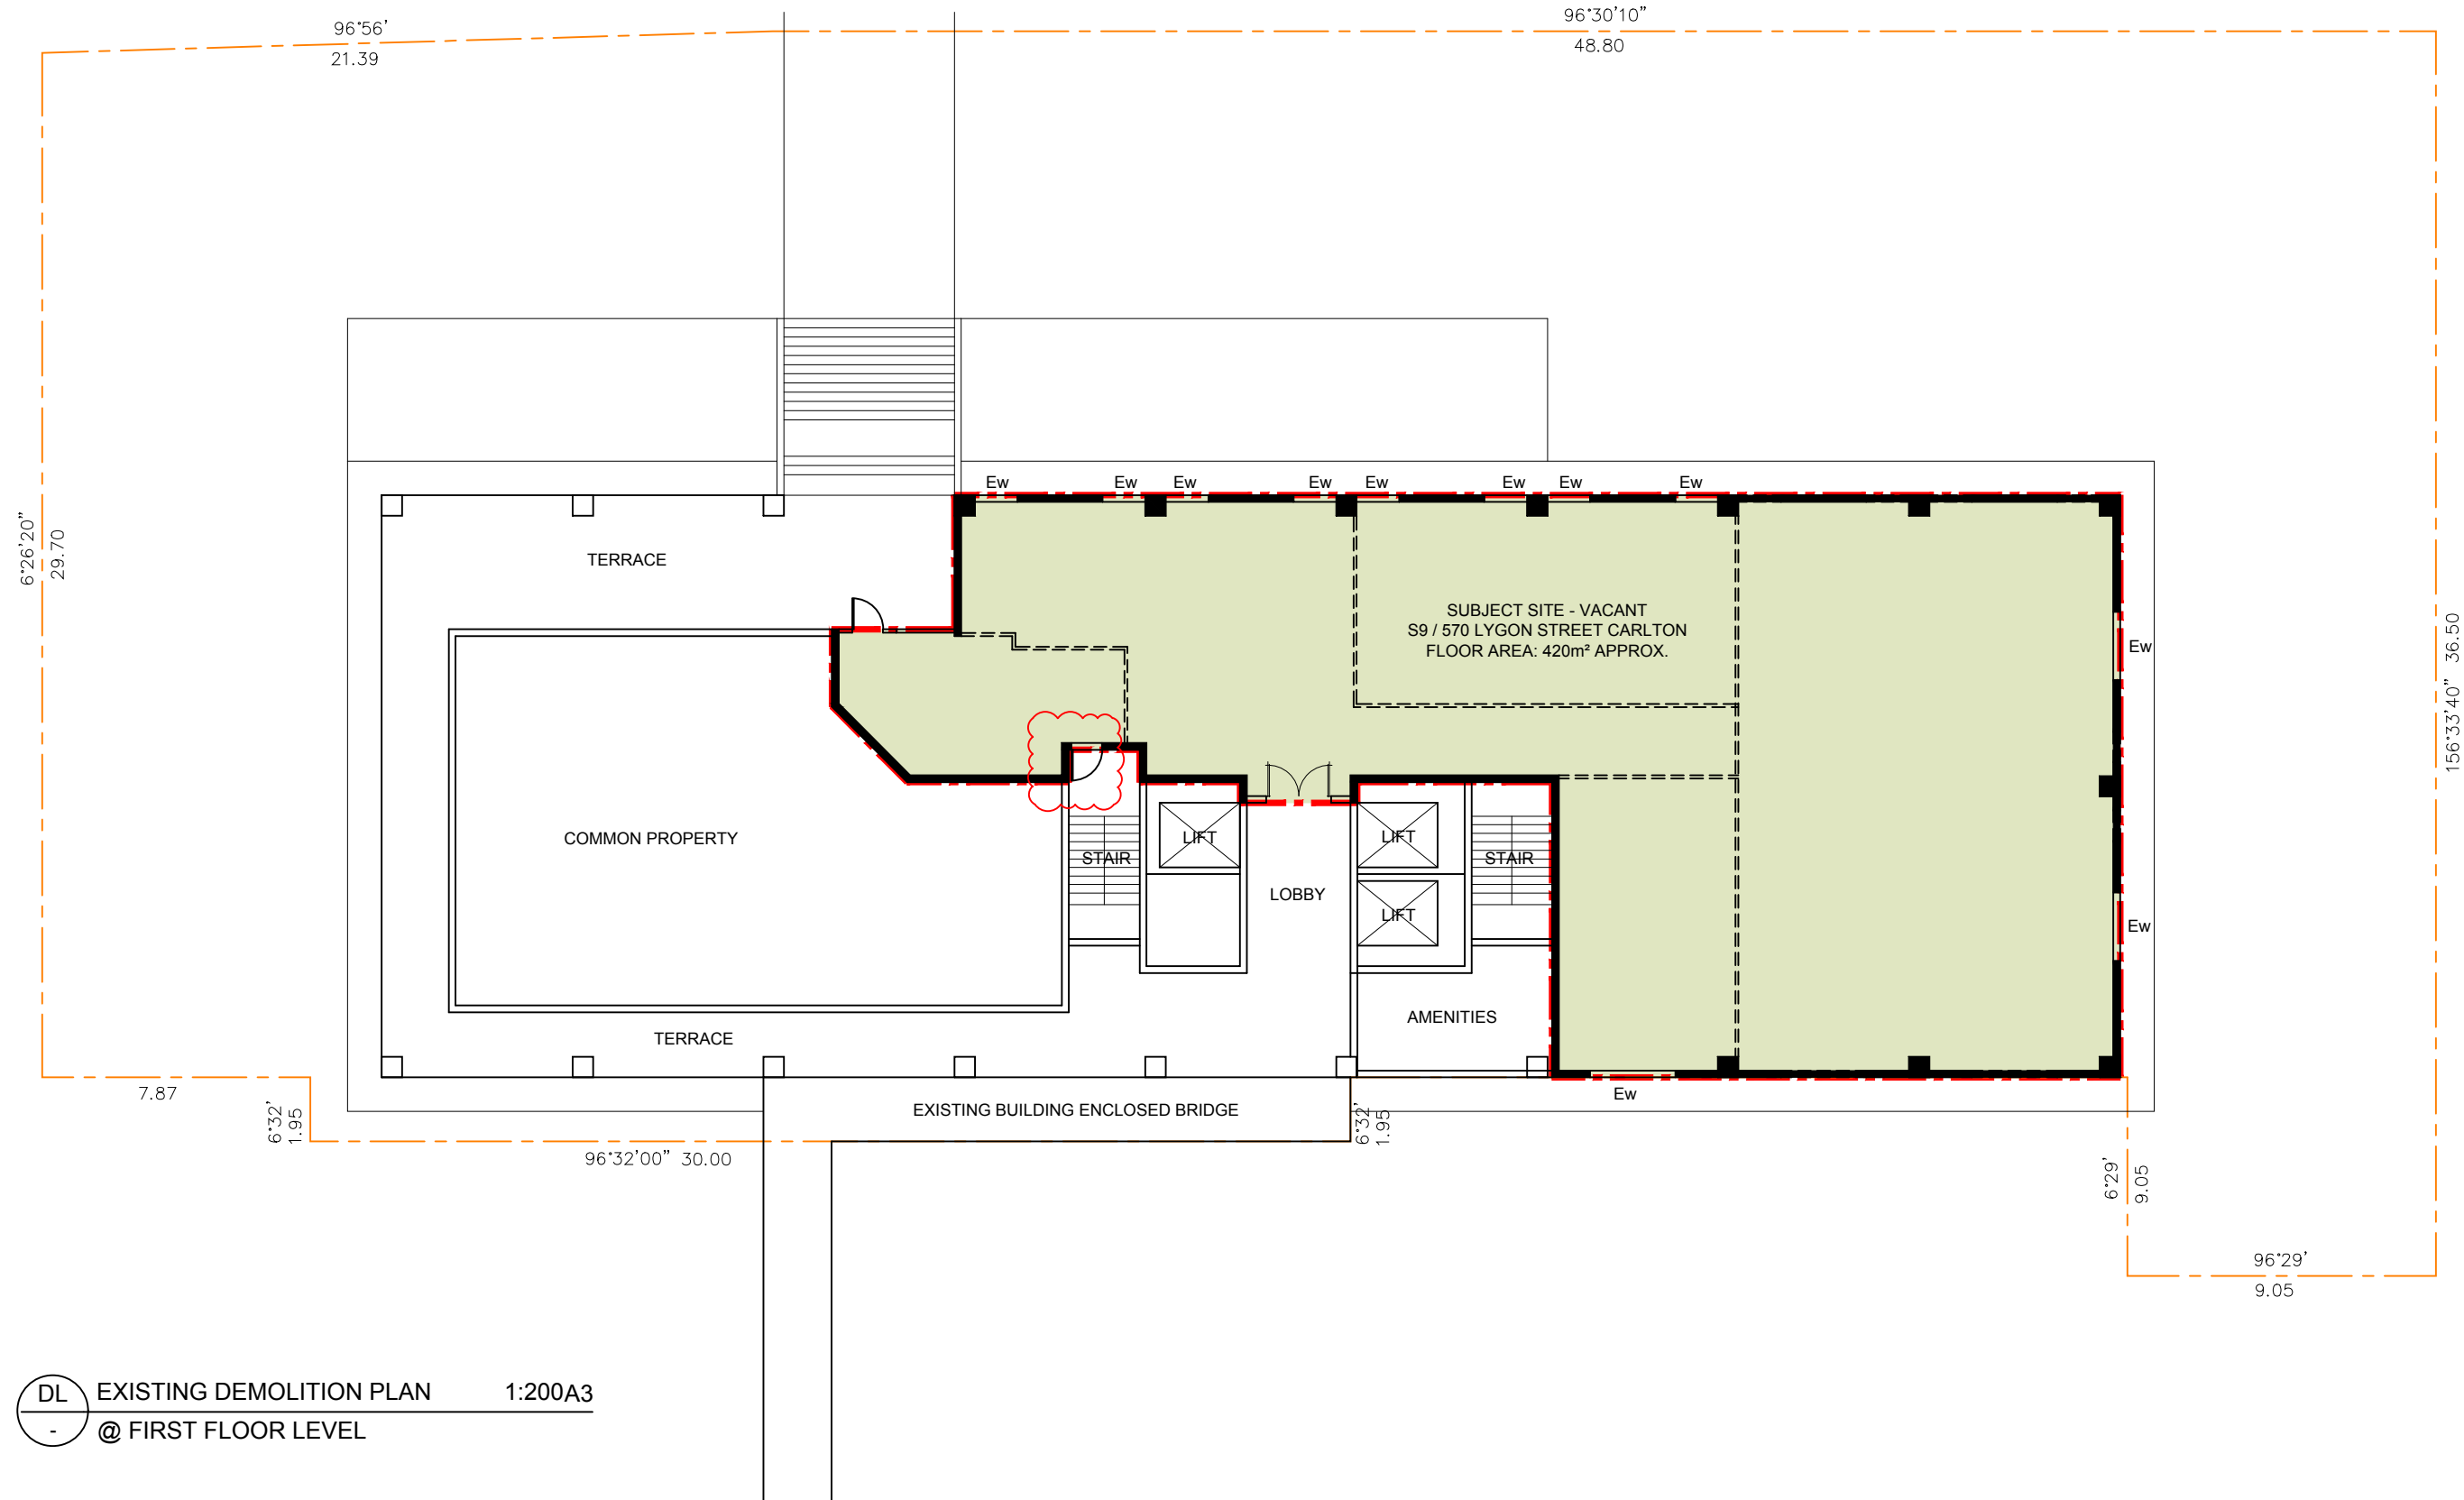 96°56'
21.39
96°30'10"
48.80
Ew
Ew
Ew
Ew
Ew
Ew
Ew
Ew
6°26'20"
29.70
TERRACE
SUBJECT SITE - VACANT
S9 / 570 LYGON STREET CARLTON
FLOOR AREA: 420m² APPROX.
Ew
156°33'40" 36.50
COMMON PROPERTY
STAIR
LIFT
LIFT
STAIR
LOBBY
LIFT
Ew
AMENITIES
TERRACE
7.87
6°32'
1.95
EXISTING BUILDING ENCLOSED BRIDGE
6°32'
1.95
Ew
96°32'00" 30.00
6°29'
9.05
96°29'
9.05
DL
EXISTING DEMOLITION PLAN 1:200A3
-
@ FIRST FLOOR LEVEL